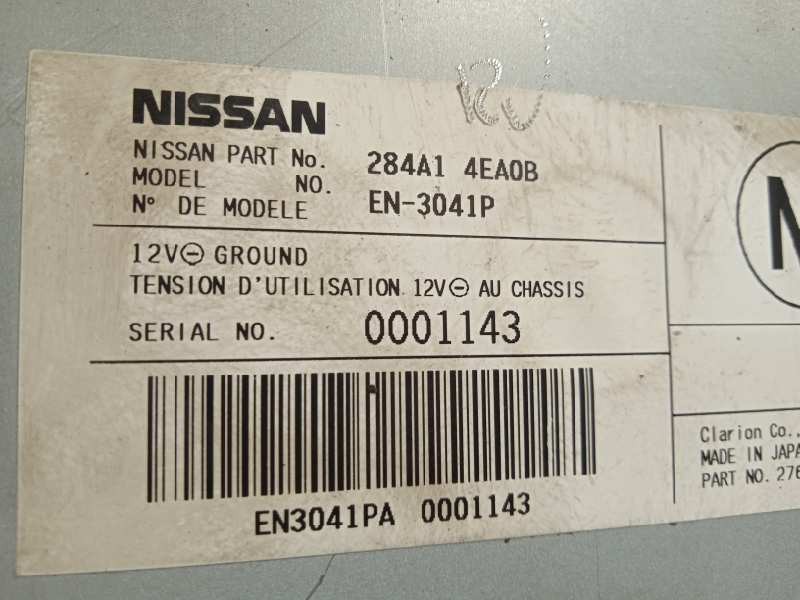 NISSAN
NISSAN PART No. 284A1 4EA0B
MODEL NO. EN-3041P
N° DE MODELE
12V⊖ GROUND
TENSION D'UTILISATION 12V⊖ AU CHASSIS
SERIAL NO. 0001143
EN3041PA 0001143
Clarion Co.,
MADE IN JAPA
PART NO. 276